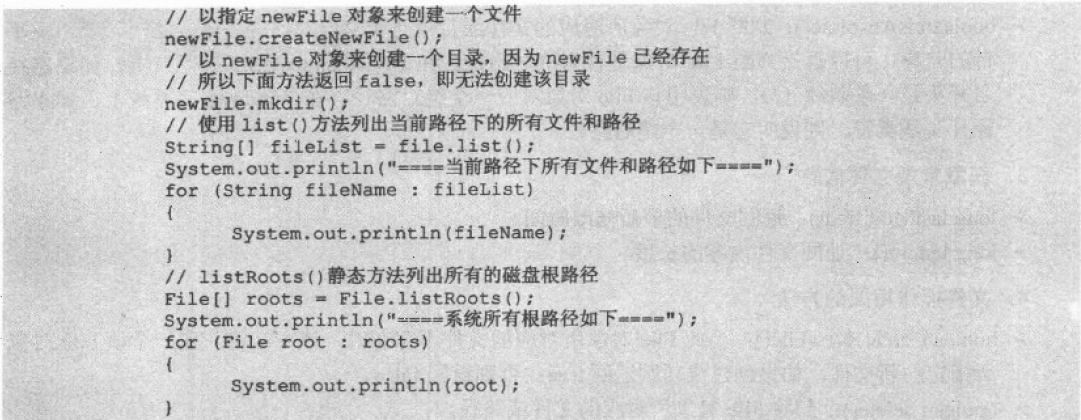 // 以指定 newFile 对象来创建一个文件
newFile.createNewFile();
// 以 newFile 对象来创建一个目录，因为 newFile 已经存在
// 所以下面方法返回 false，即无法创建该目录
newFile.mkdir();
// 使用 list()方法列出当前路径下的所有文件和路径
String[] fileList = file.list();
System.out.println("====当前路径下所有文件和路径如下====");
for (String fileName : fileList)
{
System.out.println(fileName);
}
// listRoots()静态方法列出所有的磁盘根路径
File[] roots = File.listRoots();
System.out.println("====系统所有根路径如下====");
for (File root : roots)
{
System.out.println(root);
}